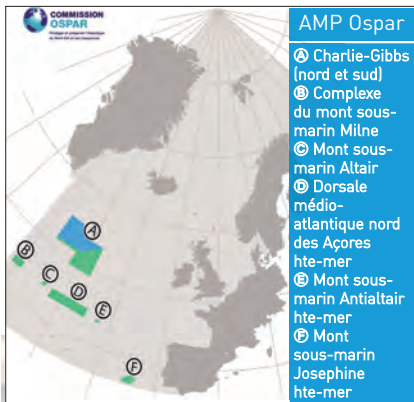 COMMISSION
OSPAR
AMP Ospar
Ⓐ Charlie-Gibbs
(nord et sud)
Ⓑ Complexe
du mont sous-
marin Milne
Ⓒ Mont sous-
marin Altair
Ⓓ Dorsale
médio-
atlantique nord
des Açores
hte-mer
Ⓔ Mont sous-
marin Antialtair
hte-mer
Ⓕ Mont
sous-marin
Josephine
hte-mer
A
B
C
D
E
F